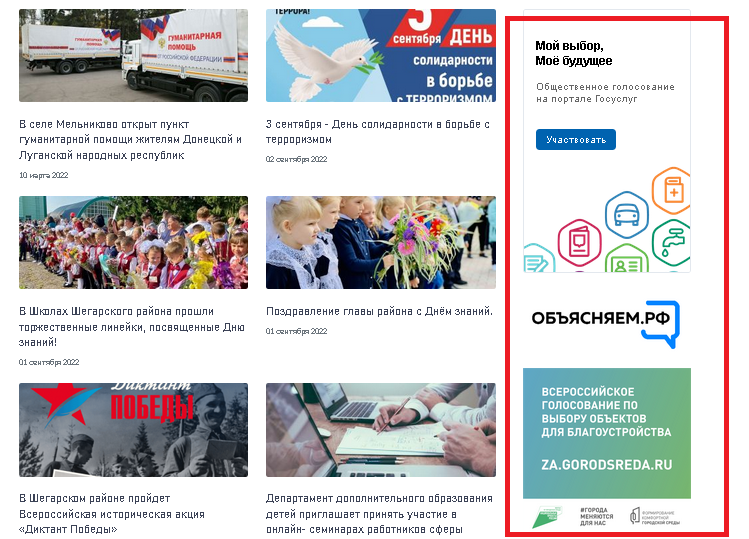 ГУМАНИТАРНАЯ
ПОМОЩЬ
ОТ РОССИЙСКОЙ ФЕДЕРАЦИИ
В селе Мельниково открыт пункт
гуманитарной помощи жителям Донецкой и
Луганской народных республик
10 марта 2022
ТЕРРОРА!
3
сентября ДЕНЬ
солидарности
в борьбе
с терроризмом
3 сентября - День солидарности в борьбе с
терроризмом
02 сентября 2022
В Школах Шегарского района прошли
торжественные линейки, посвященные Дню
знаний!
01 сентября 2022
Поздравление главы района с Днём знаний.
01 сентября 2022
Диктант
ПОБЕДЫ
В Шегарском районе пройдет
Всероссийская историческая акция
«Диктант Победы»
Департамент дополнительного образования
детей приглашает принять участие в
онлайн- семинарах работников сферы
Мой выбор,
Моё будущее
Общественное голосование
на портале Госуслуг
Участвовать
ОБЪЯСНЯЕМ.РФ
ВСЕРОССИЙСКОЕ
ГОЛОСОВАНИЕ ПО
ВЫБОРУ ОБЪЕКТОВ
ДЛЯ БЛАГОУСТРОЙСТВА
ZA.GORODSREDA.RU
#ГОРОДА
МЕНЯЮТСЯ
ДЛЯ НАС
ФОРМИРОВАНИЕ
КОМФОРТНОЙ
ГОРОДСКОЙ СРЕДЫ